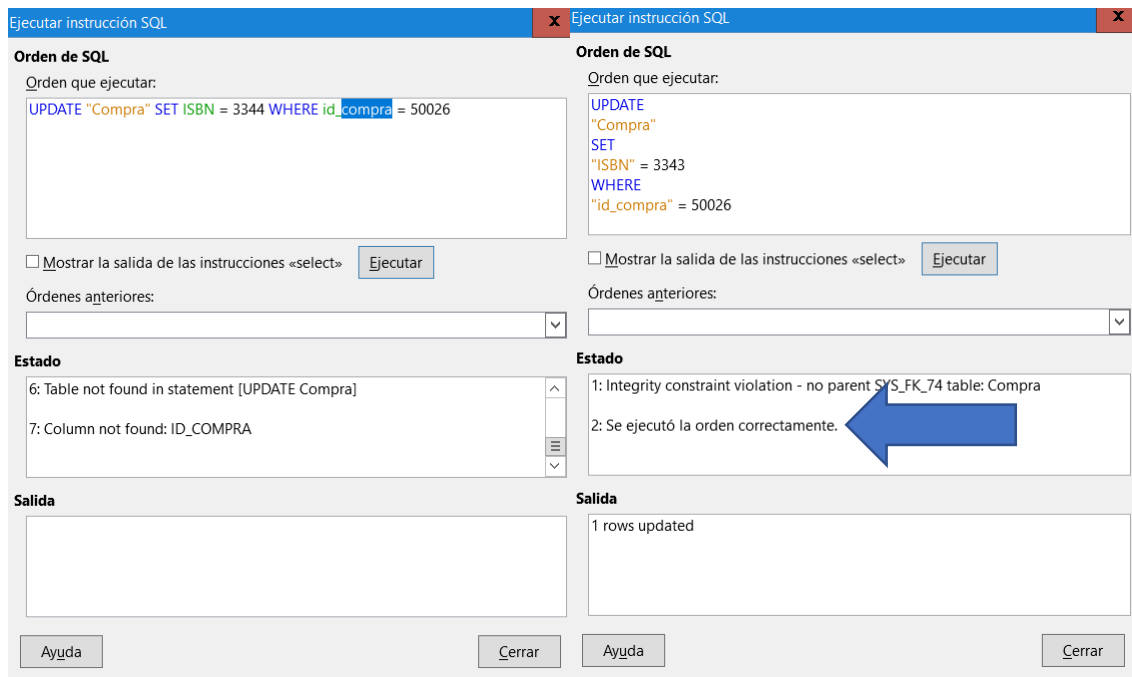 Ejecutar instrucción SQL
x
Orden de SQL
Orden que ejecutar:
UPDATE "Compra" SET ISBN = 3344 WHERE id_compra = 50026
Mostrar la salida de las instrucciones «select»
Ejecutar
Órdenes anteriores:
Estado
6: Table not found in statement [UPDATE Compra]
7: Column not found: ID_COMPRA
Salida
Ayuda
Cerrar
Ejecutar instrucción SQL
x
Orden de SQL
Orden que ejecutar:
UPDATE
"Compra"
SET
"ISBN" = 3343
WHERE
"id_compra" = 50026
Mostrar la salida de las instrucciones «select»
Ejecutar
Órdenes anteriores:
Estado
1: Integrity constraint violation - no parent SYS_FK_74 table: Compra
2: Se ejecutó la orden correctamente.
Salida
1 rows updated
Ayuda
Cerrar